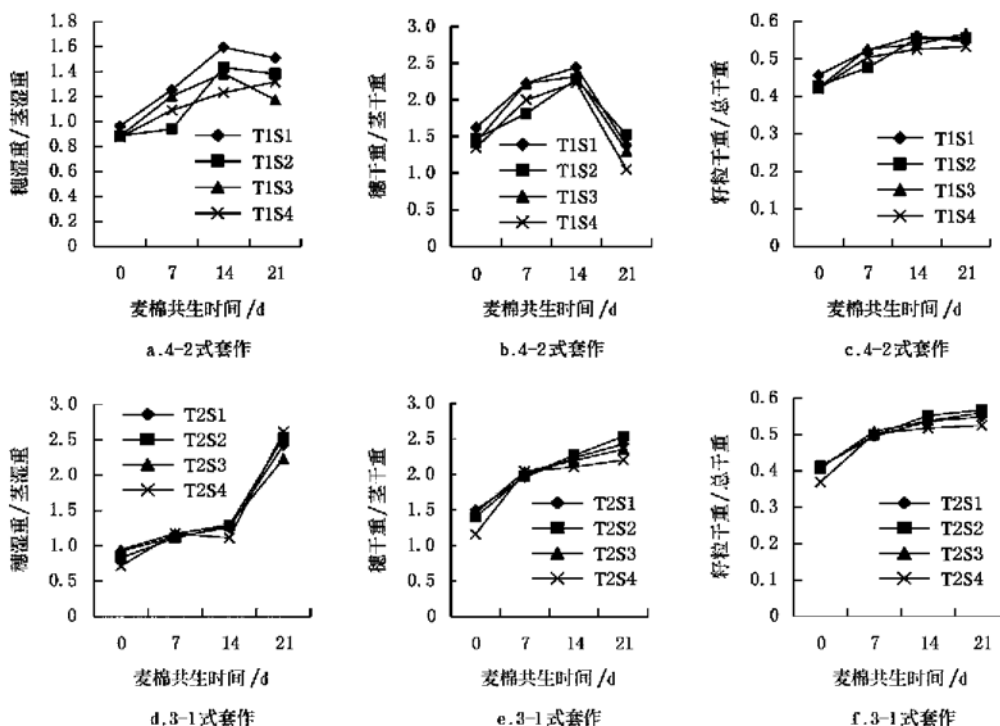 穗湿重/茎湿重
1.8
1.6
1.4
1.2
1.0
0.8
0.6
0.4
0.2
0
T1S1
T1S2
T1S3
T1S4
0 7 14 21
麦棉共生时间/d
a.4-2式套作
穗干重/茎干重
3.0
2.5
2.0
1.5
1.0
0.5
0
T1S1
T1S2
T1S3
T1S4
0 7 14 21
麦棉共生时间/d
b.4-2式套作
籽粒干重/总干重
0.6
0.5
0.4
0.3
0.2
0.1
0
T1S1
T1S2
T1S3
T1S4
0 7 14 21
麦棉共生时间/d
c.4-2式套作
穗湿重/茎湿重
3.0
2.5
2.0
1.5
1.0
0.5
0
T2S1
T2S2
T2S3
T2S4
0 7 14 21
麦棉共生时间/d
d.3-1式套作
穗干重/茎干重
3.0
2.5
2.0
1.5
1.0
0.5
0
T2S1
T2S2
T2S3
T2S4
0 7 14 21
麦棉共生时间/d
e.3-1式套作
籽粒干重/总干重
0.6
0.5
0.4
0.3
0.2
0.1
0
T2S1
T2S2
T2S3
T2S4
0 7 14 21
麦棉共生时间/d
f.3-1式套作